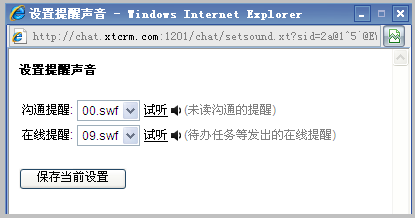 设置提醒声音 - Windows Internet Explorer
http://chat.xtcrm.com:1201/chat/setsound.xt?sid=2a@1^5`@E
设置提醒声音
沟通提醒: 00.swf 试听 (未读沟通的提醒)
在线提醒: 09.swf 试听 (待办任务等发出的在线提醒)
保存当前设置